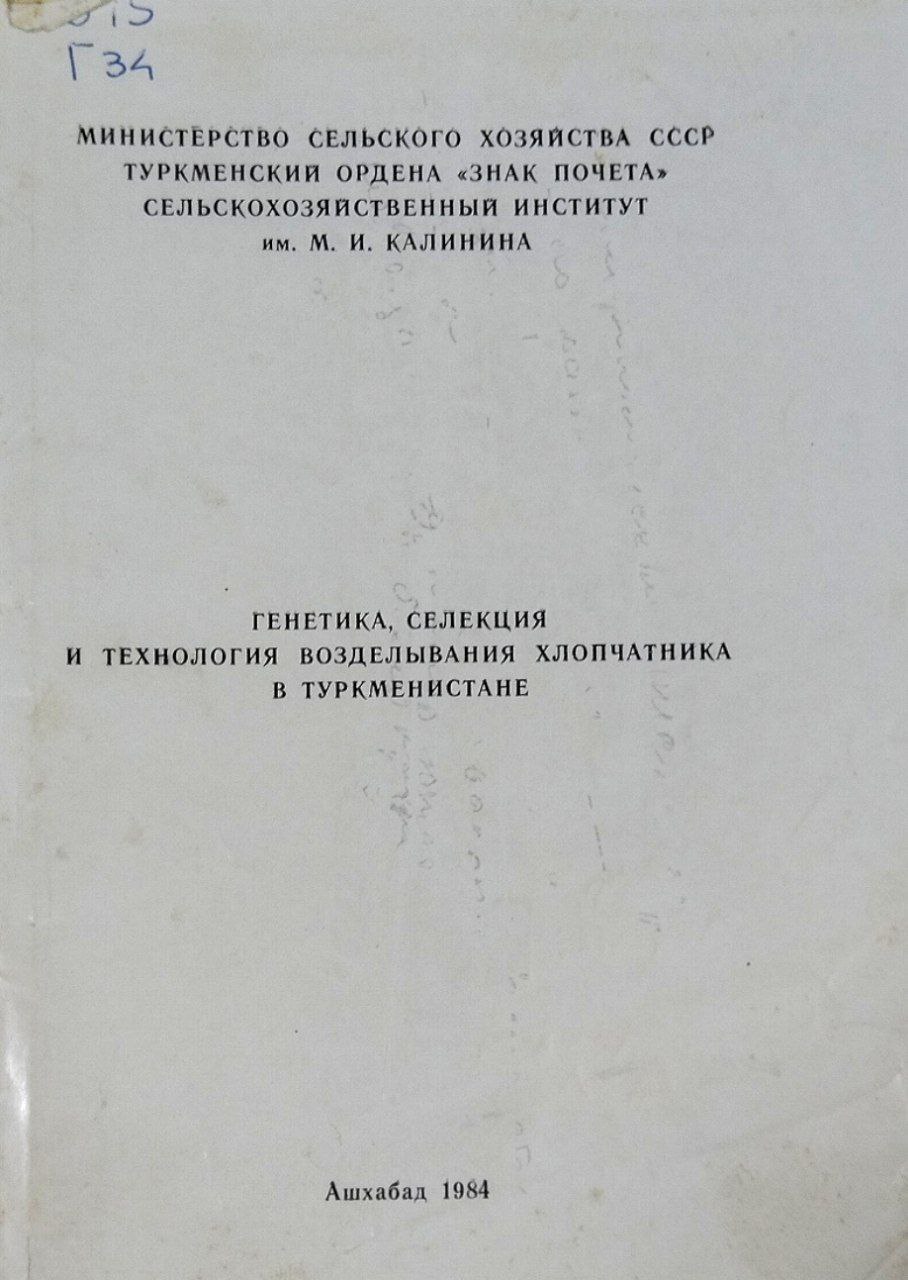 Г 34
МИНИСТЕРСТВО СЕЛЬСКОГО ХОЗЯЙСТВА СССР
ТУРКМЕНСКИЙ ОРДЕНА «ЗНАК ПОЧЕТА»
СЕЛЬСКОХОЗЯЙСТВЕННЫЙ ИНСТИТУТ
им. М. И. КАЛИНИНА
ГЕНЕТИКА, СЕЛЕКЦИЯ
И ТЕХНОЛОГИЯ ВОЗДЕЛЫВАНИЯ ХЛОПЧАТНИКА
В ТУРКМЕНИСТАНЕ
Ашхабад 1984